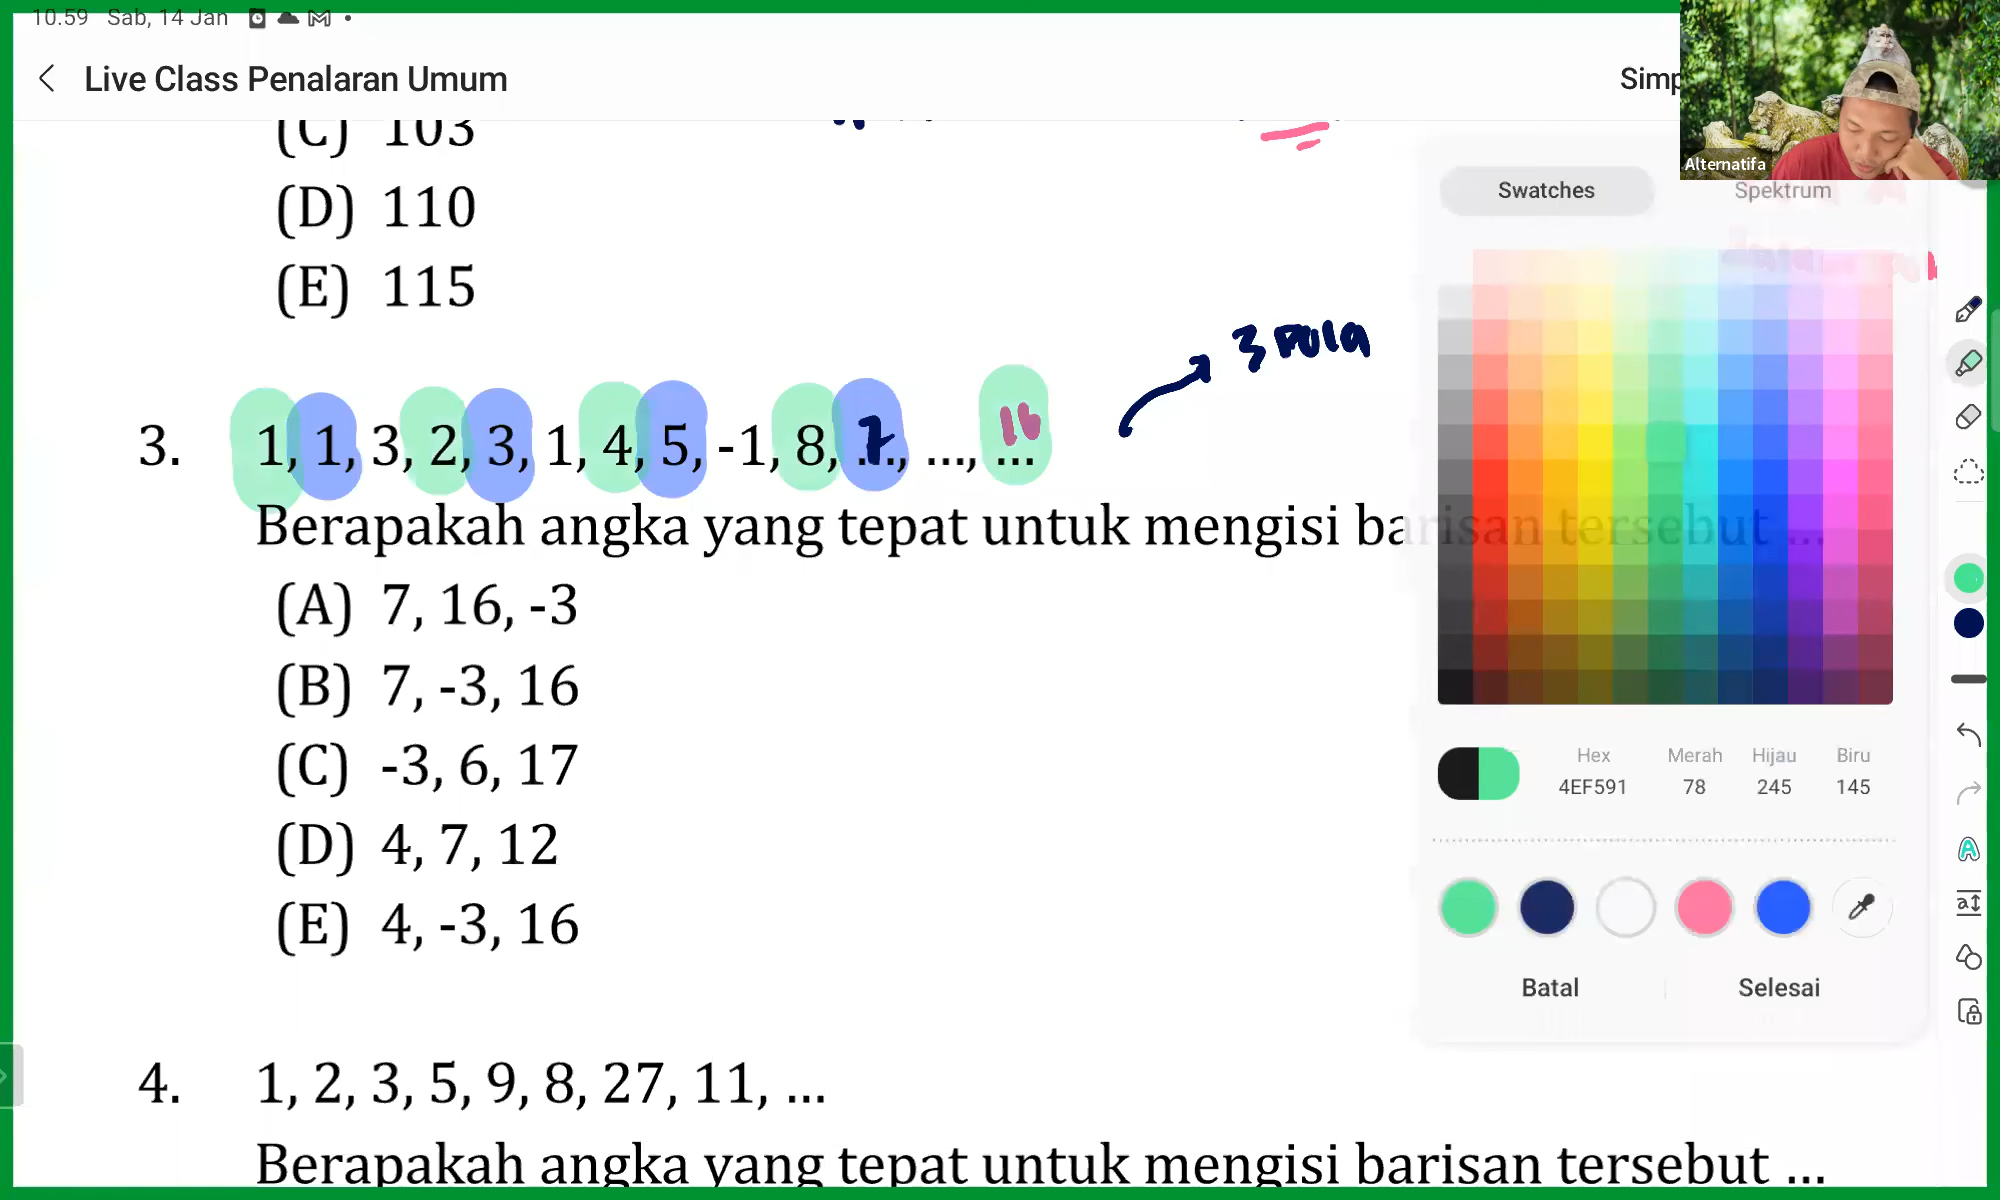 10.59 Sab, 14 Jan
Live Class Penalaran Umum
Simp
Alternatifa
(C) 103
(D) 110
(E) 115
3 Pola
3. 1, 1, 3, 2, 3, 1, 4, 5, -1, 8, ..., ..., ...
7
16
Berapakah angka yang tepat untuk mengisi barisan tersebut ...
(A) 7, 16, -3
(B) 7, -3, 16
(C) -3, 6, 17
(D) 4, 7, 12
(E) 4, -3, 16
4. 1, 2, 3, 5, 9, 8, 27, 11, ...
Berapakah angka yang tepat untuk mengisi barisan tersebut ...
Swatches
Spektrum
Hex Merah Hijau Biru
4EF591 78 245 145
Batal Selesai